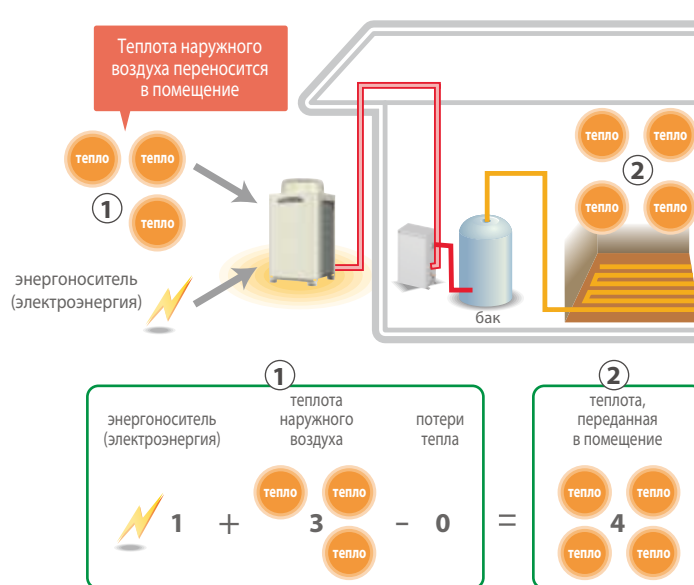 Теплота наружного
воздуха переносится
в помещение
тепло тепло
тепло
1
энергоноситель
(электроэнергия)
тепло тепло
2
тепло тепло
бак
1
энергоноситель
(электроэнергия)
теплота
наружного
воздуха
потери
тепла
1 + тепло тепло 3 тепло – 0 =
2
теплота,
переданная
в помещение
тепло тепло
4
тепло тепло